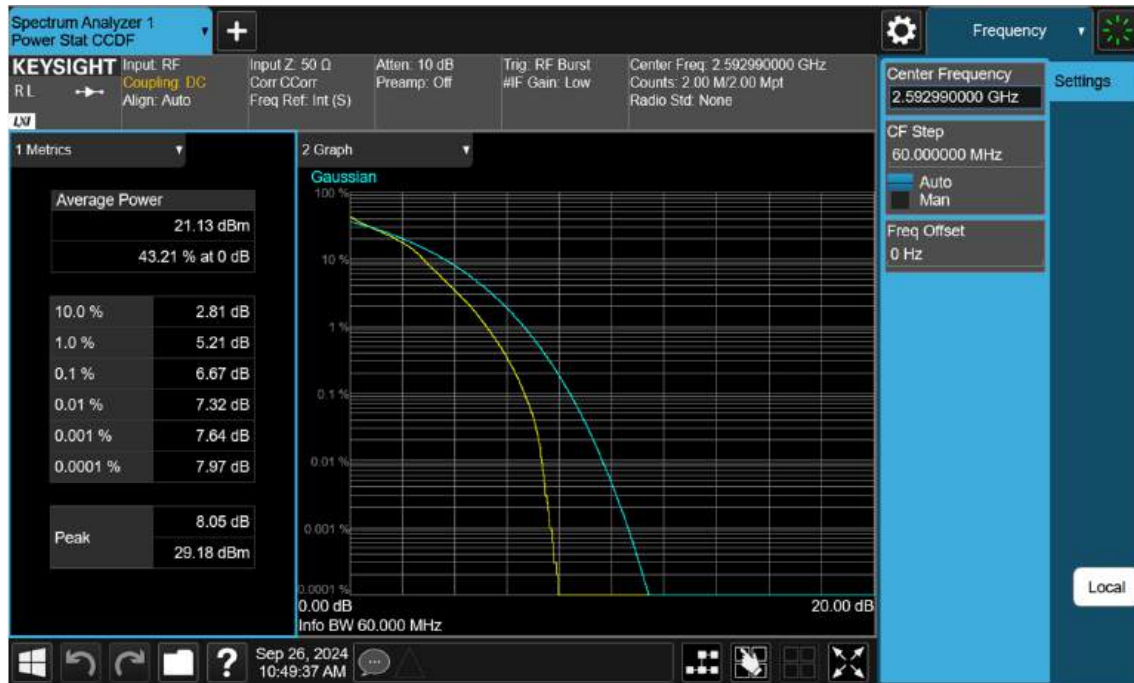 Spectrum Analyzer 1
Power Stat CCDF
Frequency
KEYSIGHT
R L
LXI
Input: RF
Coupling: DC
Align: Auto
Input Z: 50 Ω
Corr CCorr
Freq Ref: Int (S)
Atten: 10 dB
Preamp: Off
Trig: RF Burst
#IF Gain: Low
Center Freq: 2.592990000 GHz
Counts: 2.00 M/2.00 Mpt
Radio Std: None
Center Frequency
2.592990000 GHz
Settings
CF Step
60.000000 MHz
Auto
Man
Freq Offset
0 Hz
1 Metrics
Average Power
21.13 dBm
43.21 % at 0 dB
10.0 % 2.81 dB
1.0 % 5.21 dB
0.1 % 6.67 dB
0.01 % 7.32 dB
0.001 % 7.64 dB
0.0001 % 7.97 dB
Peak
8.05 dB
29.18 dBm
2 Graph
Gaussian
100 %
10 %
1 %
0.1 %
0.01 %
0.001 %
0.0001 %
0.00 dB 20.00 dB
Info BW 60.000 MHz
Local
?
Sep 26, 2024
10:49:37 AM